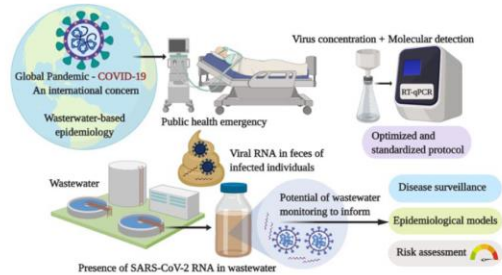 Global Pandemic - COVID-19
An international concern
Wasterwater-based
epidemiology
Public health emergency
Virus concentration + Molecular detection
RT-qPCR
Optimized and
standardized protocol
Viral RNA in feces of
infected individuals
Wastewater
Potential of wastewater
monitoring to inform
Disease surveillance
Epidemiological models
Risk assessment
Presence of SARS-CoV-2 RNA in wastewater